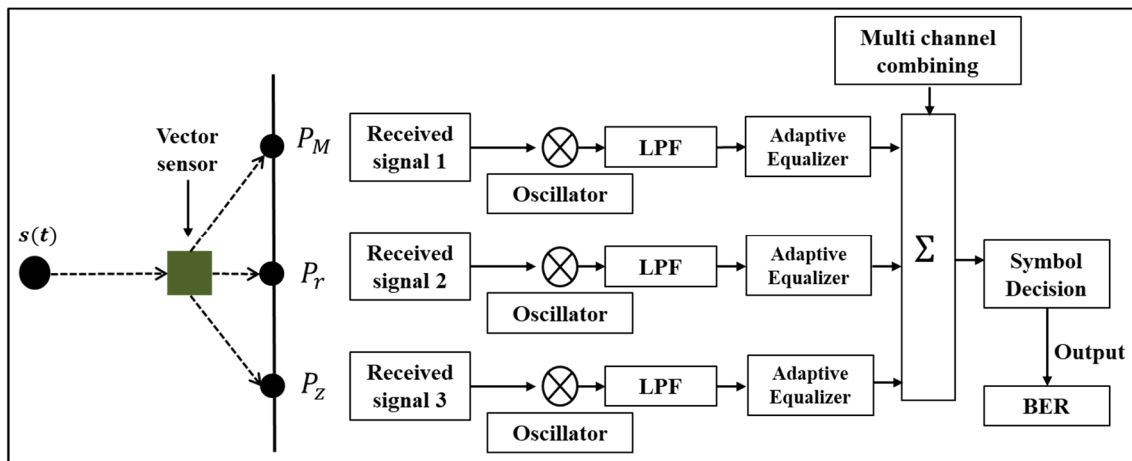 Multi channel
combining
Vector
sensor
s(t)
P_M
Received
signal 1
Oscillator
LPF
Adaptive
Equalizer
P_r
Received
signal 2
Oscillator
LPF
Adaptive
Equalizer
Σ
Symbol
Decision
P_z
Received
signal 3
Oscillator
LPF
Adaptive
Equalizer
Output
BER